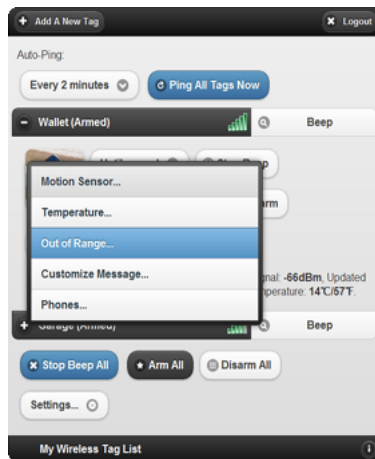 Add A New Tag
Logout
Auto-Ping:
Every 2 minutes
Ping All Tags Now
Wallet (Armed)
Beep
Motion Sensor...
Temperature...
Out of Range...
Customize Message...
Phones...
-66dBm, Updated
14℃/57℉.
Garage (Armed)
Beep
Stop Beep All
Arm All
Disarm All
Settings...
My Wireless Tag List